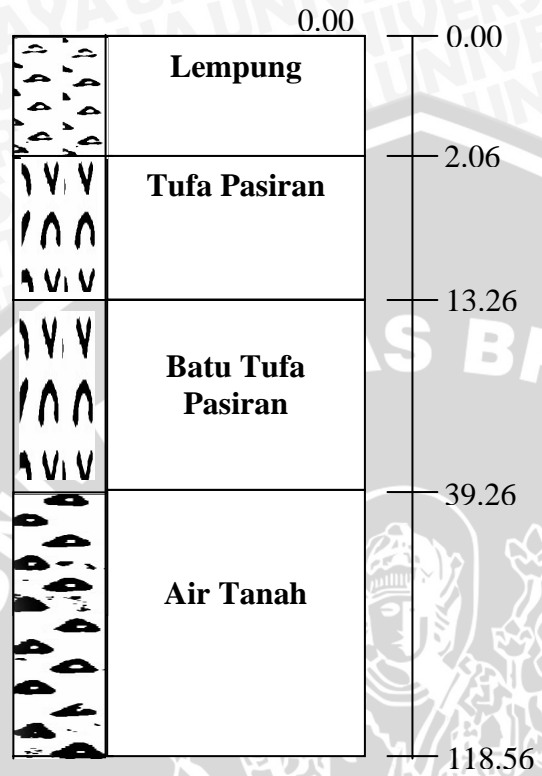 0.00
0.00
Lempung
2.06
Tufa Pasiran
13.26
Batu Tufa
Pasiran
39.26
Air Tanah
118.56
AS B